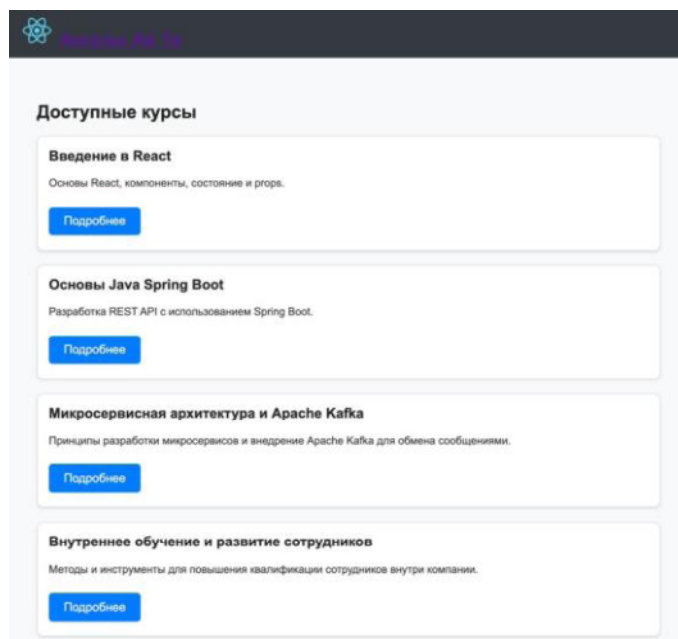 Доступные курсы
Введение в React
Основы React, компоненты, состояние и props.
Подробнее
Основы Java Spring Boot
Разработка REST API с использованием Spring Boot.
Подробнее
Микросервисная архитектура и Apache Kafka
Принципы разработки микросервисов и внедрение Apache Kafka для обмена сообщениями.
Подробнее
Внутреннее обучение и развитие сотрудников
Методы и инструменты для повышения квалификации сотрудников внутри компании.
Подробнее